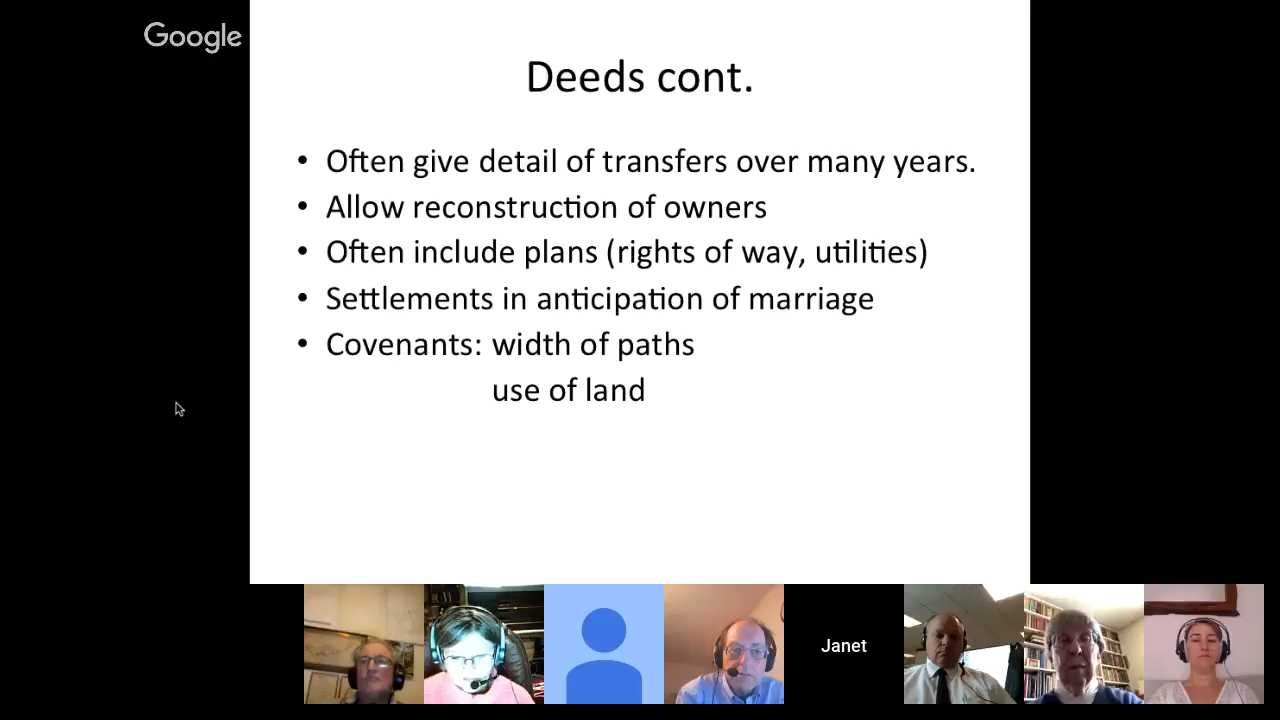 Google
Deeds cont.
• Often give detail of transfers over many years.
• Allow reconstruction of owners
• Often include plans (rights of way, utilities)
• Settlements in anticipation of marriage
• Covenants: width of paths
use of land
Janet